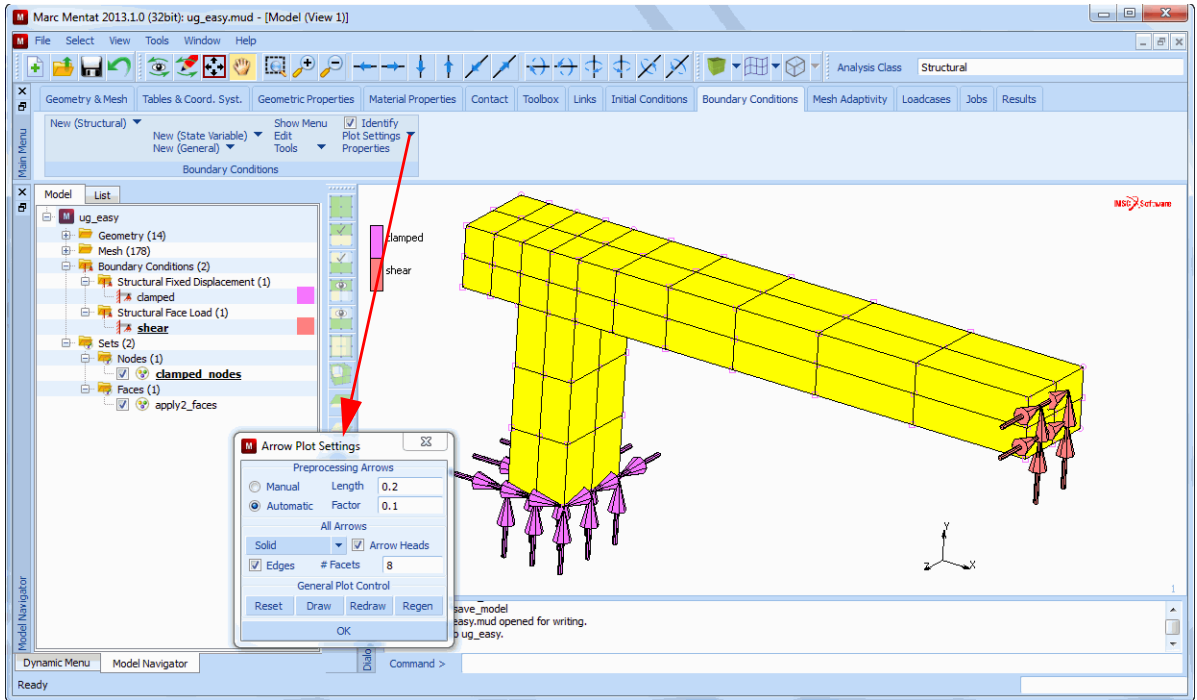 Marc Mentat 2013.1.0 (32bit): ug_easy.mud - [Model (View 1)]
File Select View Tools Window Help
Analysis Class Structural
Geometry & Mesh Tables & Coord. Syst. Geometric Properties Material Properties Contact Toolbox Links Initial Conditions Boundary Conditions Mesh Adaptivity Loadcases Jobs Results
Main Menu
New (Structural) Show Menu Identify
New (State Variable) Edit Plot Settings
New (General) Tools Properties
Boundary Conditions
Model List
ug_easy
Geometry (14)
Mesh (178)
Boundary Conditions (2)
Structural Fixed Displacement (1)
clamped
Structural Face Load (1)
shear
Sets (2)
Nodes (1)
clamped_nodes
Faces (1)
apply2_faces
clamped
shear
MSC Software
Arrow Plot Settings
Preprocessing Arrows
Manual Length 0.2
Automatic Factor 0.1
All Arrows
Solid Arrow Heads
Edges # Facets 8
General Plot Control
Reset Draw Redraw Regen
OK
Y
Z X
1
save_model
easy.mud opened for writing.
ug_easy.
Model Navigator
Dynamic Menu Model Navigator
Command >
Ready